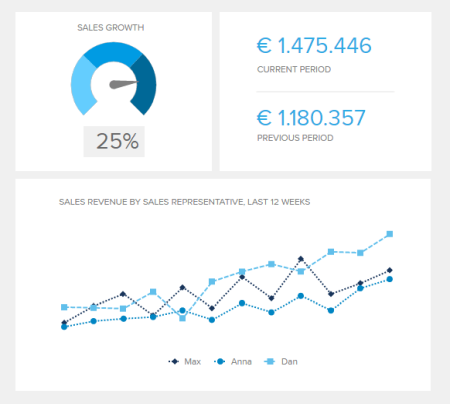 SALES GROWTH
25%
€ 1.475.446
CURRENT PERIOD
€ 1.180.357
PREVIOUS PERIOD
SALES REVENUE BY SALES REPRESENTATIVE, LAST 12 WEEKS
Max Anna Dan